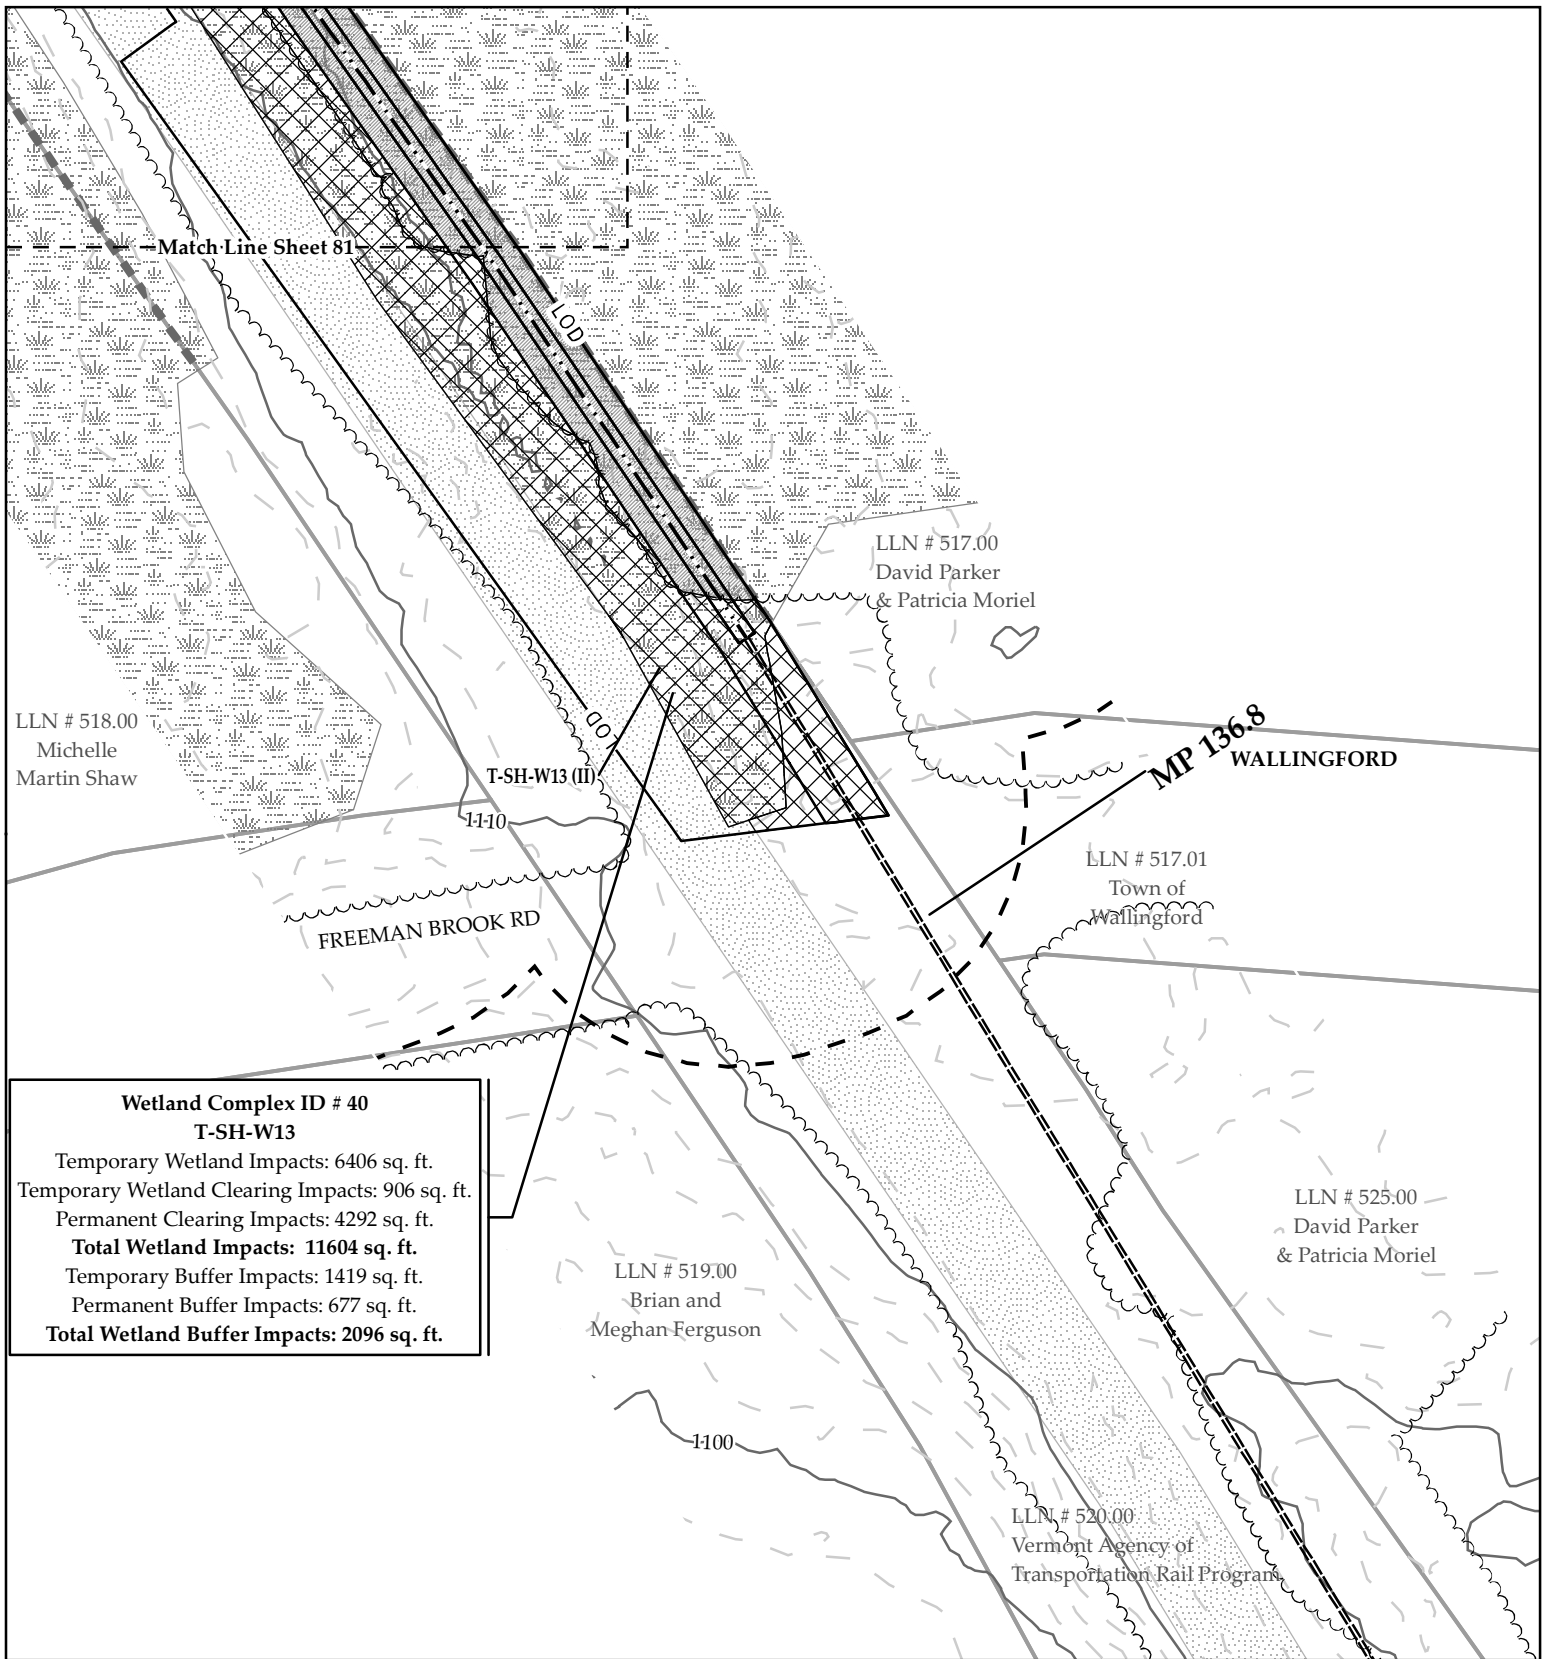 Match Line Sheet 81
LOD
LLN # 517.00
David Parker
& Patricia Moriel
LLN # 518.00
Michelle
Martin Shaw
LOD
T-SH-W13 (II)
MP 136.8
WALLINGFORD
1110
LLN # 517.01
Town of
Wallingford
FREEMAN BROOK RD
Wetland Complex ID # 40
T-SH-W13
Temporary Wetland Impacts: 6406 sq. ft.
Temporary Wetland Clearing Impacts: 906 sq. ft.
Permanent Clearing Impacts: 4292 sq. ft.
Total Wetland Impacts: 11604 sq. ft.
Temporary Buffer Impacts: 1419 sq. ft.
Permanent Buffer Impacts: 677 sq. ft.
Total Wetland Buffer Impacts: 2096 sq. ft.
LLN # 525.00
David Parker
& Patricia Moriel
LLN # 519.00
Brian and
Meghan Ferguson
1100
LLN # 520.00
Vermont Agency of
Transportation Rail Program